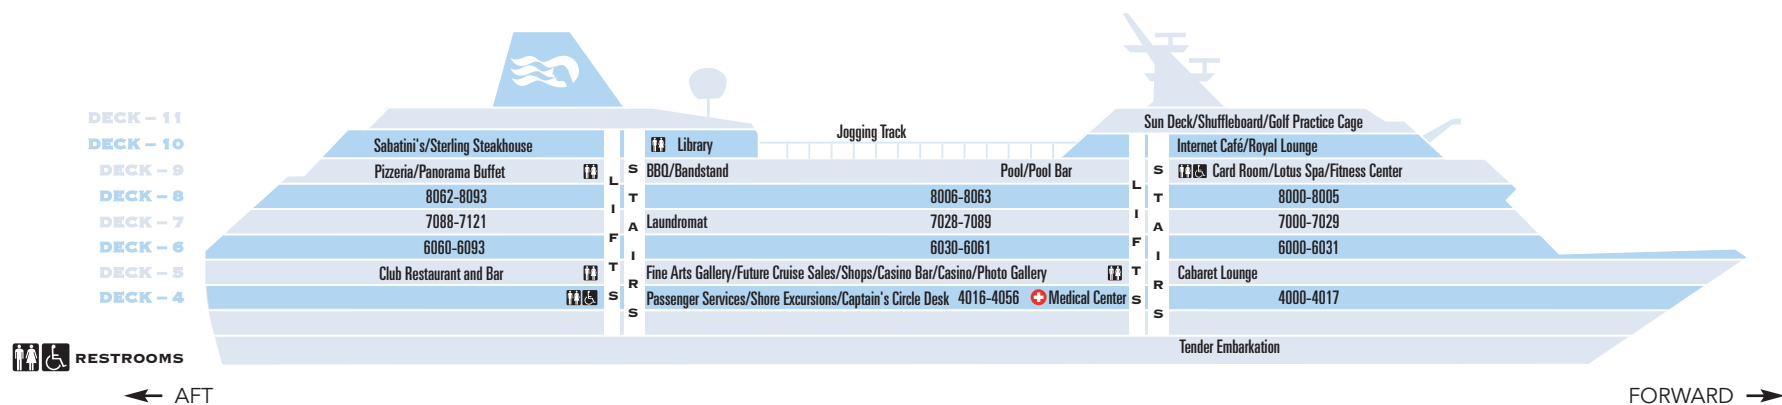 DECK – 11 Sun Deck/Shuffleboard/Golf Practice Cage
Jogging Track
DECK – 10 Sabatini's/Sterling Steakhouse Library Internet Café/Royal Lounge
DECK – 9 Pizzeria/Panorama Buffet BBQ/Bandstand Pool/Pool Bar Card Room/Lotus Spa/Fitness Center
DECK – 8 8062-8093 8006-8063 8000-8005
DECK – 7 7088-7121 Laundromat 7028-7089 7000-7029
DECK – 6 6060-6093 6030-6061 6000-6031
DECK – 5 Club Restaurant and Bar Fine Arts Gallery/Future Cruise Sales/Shops/Casino Bar/Casino/Photo Gallery Cabaret Lounge
DECK – 4 Passenger Services/Shore Excursions/Captain's Circle Desk 4016-4056 Medical Center 4000-4017
LIFTS
STAIRS
LIFTS
STAIRS
Tender Embarkation
RESTROOMS
AFT FORWARD